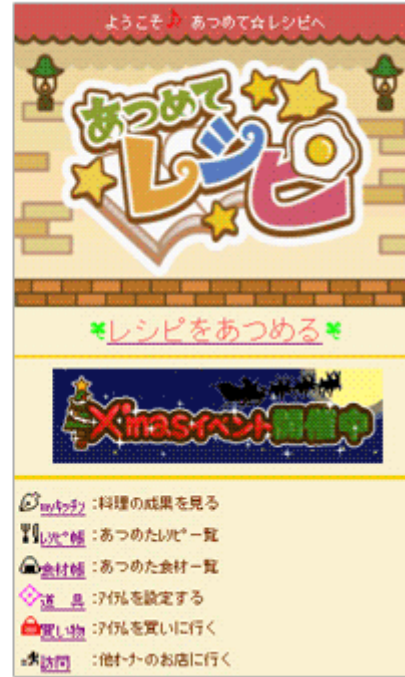 ようこそ♪ あつめて☆レシピへ
あつめて
レシピ
レシピをあつめる
X'masイベント開催中
myｷｯﾁﾝ:料理の成果を見る
ﾚｼﾋﾟ帳:あつめたﾚｼﾋﾟ一覧
食材帳:あつめた食材一覧
道 具:ｱｲﾃﾑを設定する
買い物:ｱｲﾃﾑを買いに行く
訪問:他ｵｰﾅｰのお店に行く